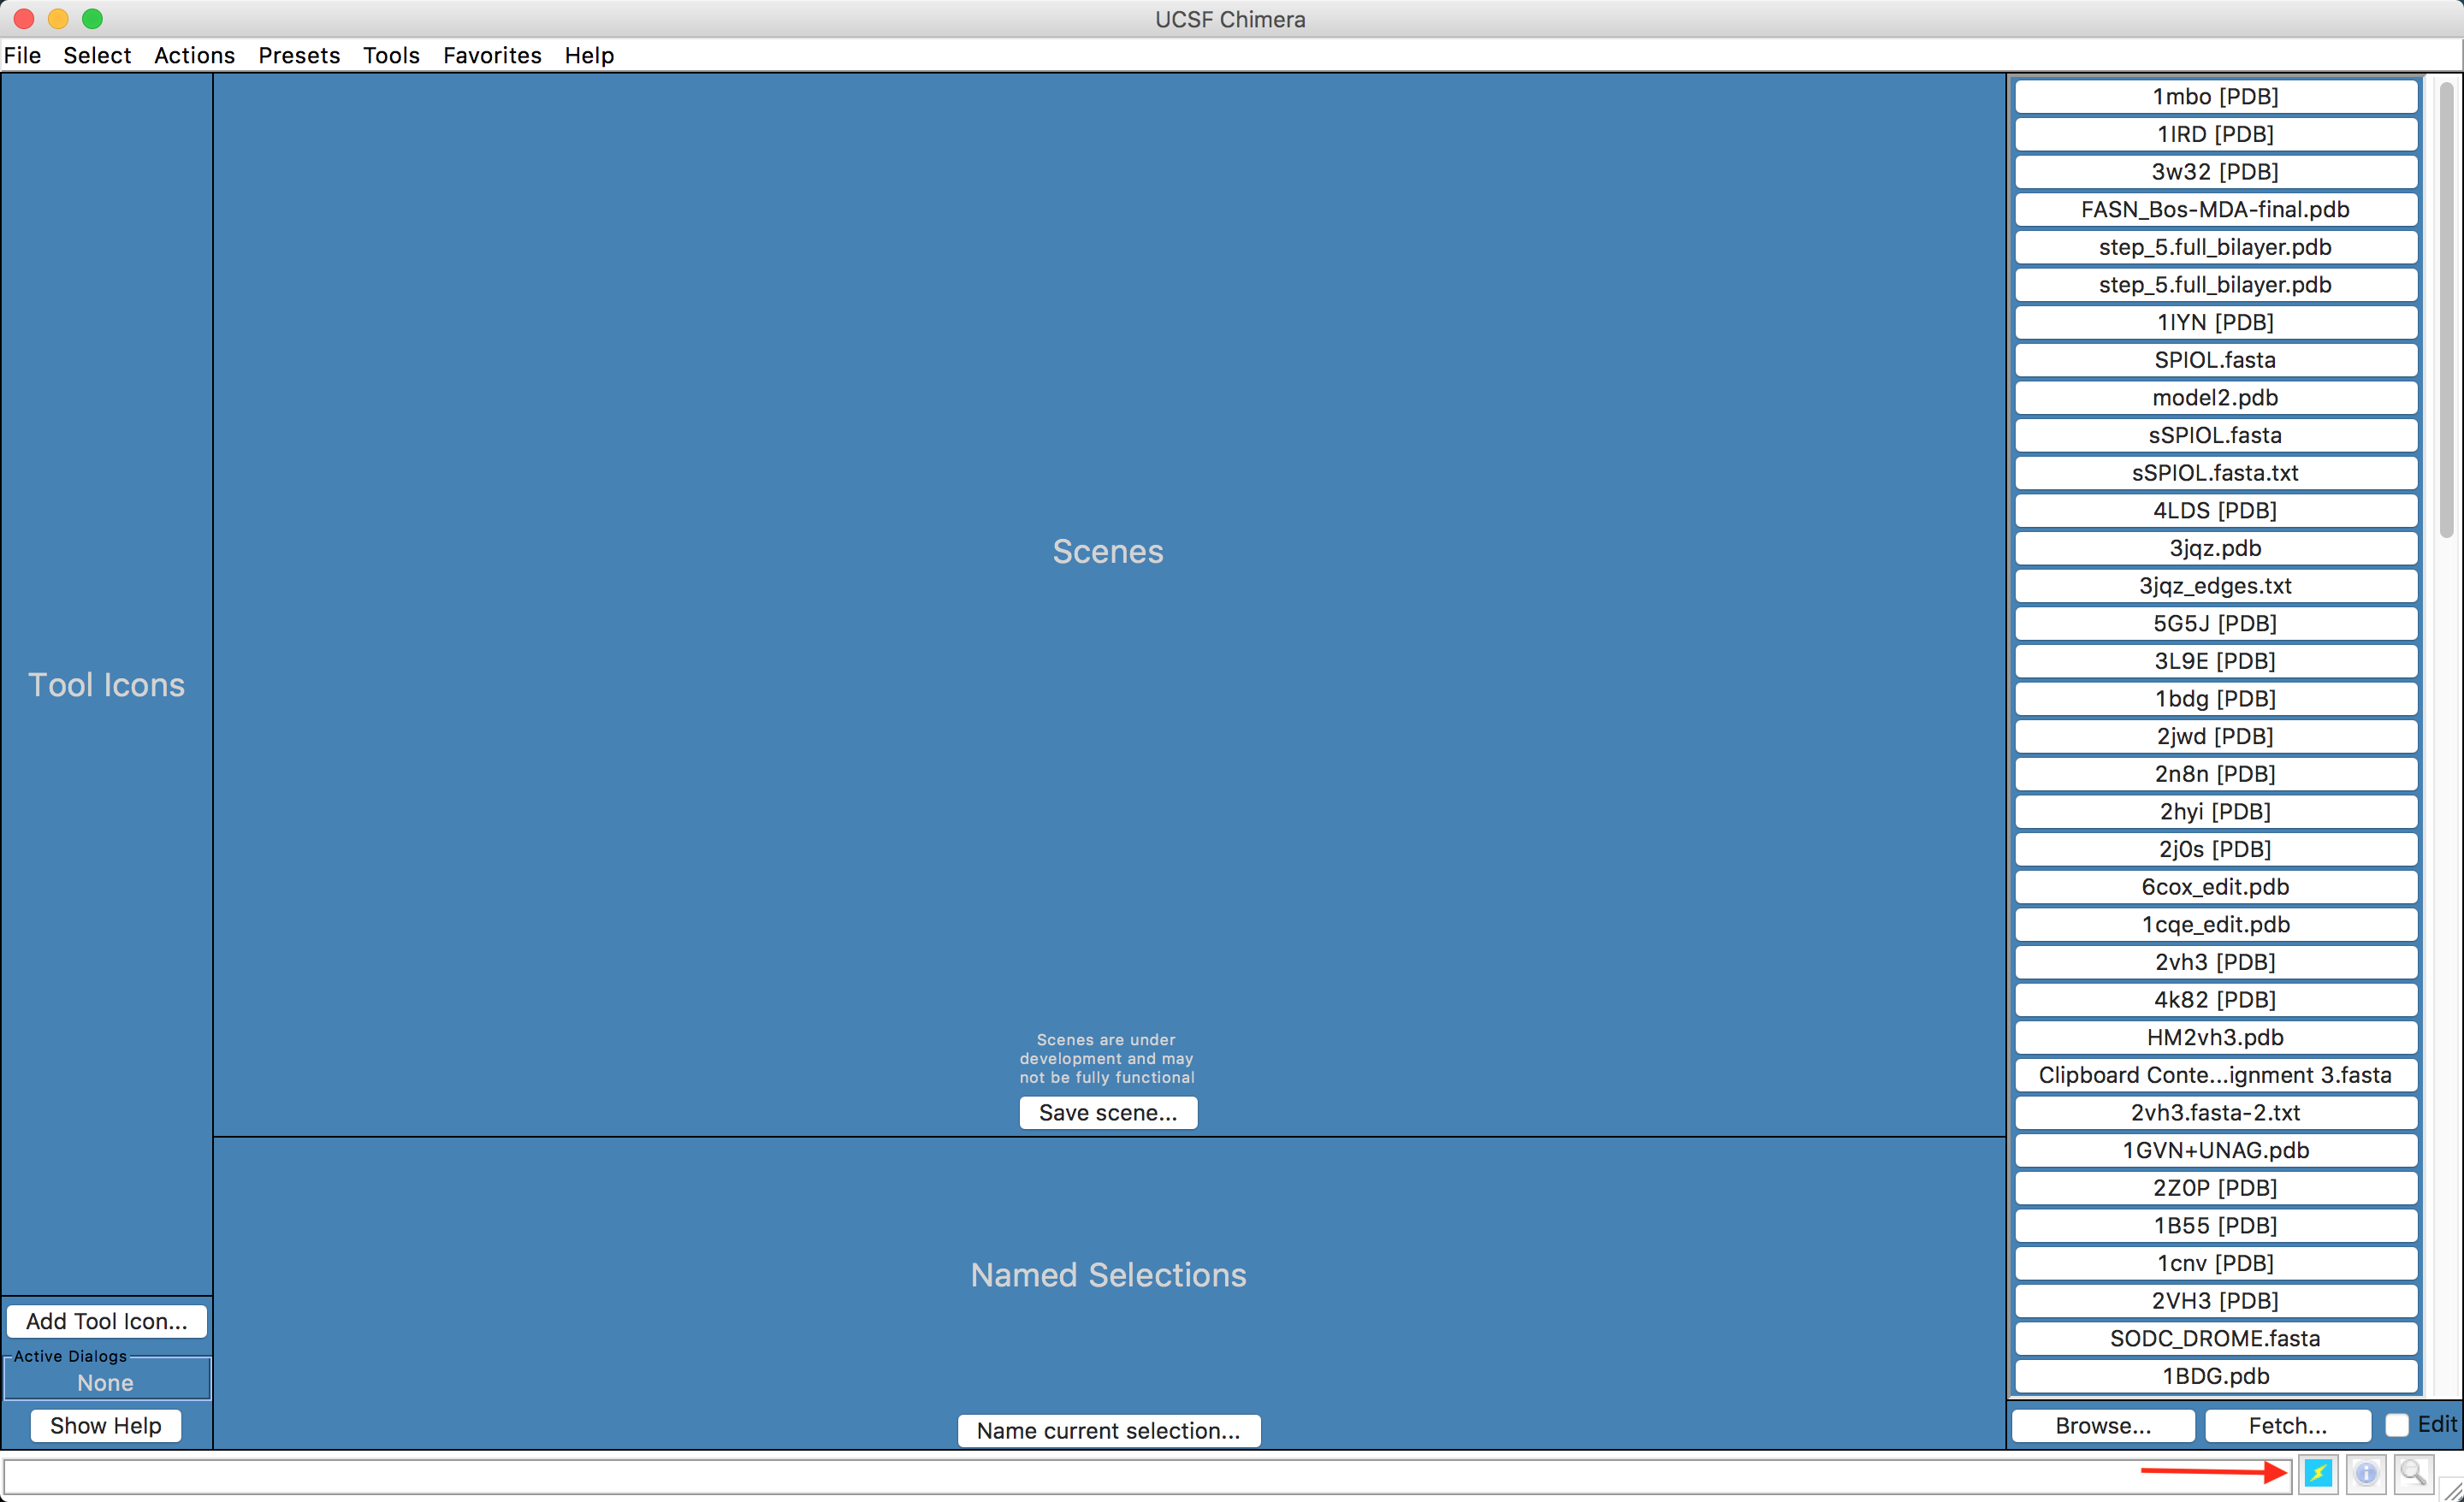 UCSF Chimera
File Select Actions Presets Tools Favorites Help
Tool Icons
Add Tool Icon...
Active Dialogs
None
Show Help
Scenes
Scenes are under
development and may
not be fully functional
Save scene...
Named Selections
Name current selection...
1mbo [PDB]
1IRD [PDB]
3w32 [PDB]
FASN_Bos-MDA-final.pdb
step_5.full_bilayer.pdb
step_5.full_bilayer.pdb
1IYN [PDB]
SPIOL.fasta
model2.pdb
sSPIOL.fasta
sSPIOL.fasta.txt
4LDS [PDB]
3jqz.pdb
3jqz_edges.txt
5G5J [PDB]
3L9E [PDB]
1bdg [PDB]
2jwd [PDB]
2n8n [PDB]
2hyi [PDB]
2j0s [PDB]
6cox_edit.pdb
1cqe_edit.pdb
2vh3 [PDB]
4k82 [PDB]
HM2vh3.pdb
Clipboard Conte...ignment 3.fasta
2vh3.fasta-2.txt
1GVN+UNAG.pdb
2Z0P [PDB]
1B55 [PDB]
1cnv [PDB]
2VH3 [PDB]
SODC_DROME.fasta
1BDG.pdb
Browse... Fetch... Edit